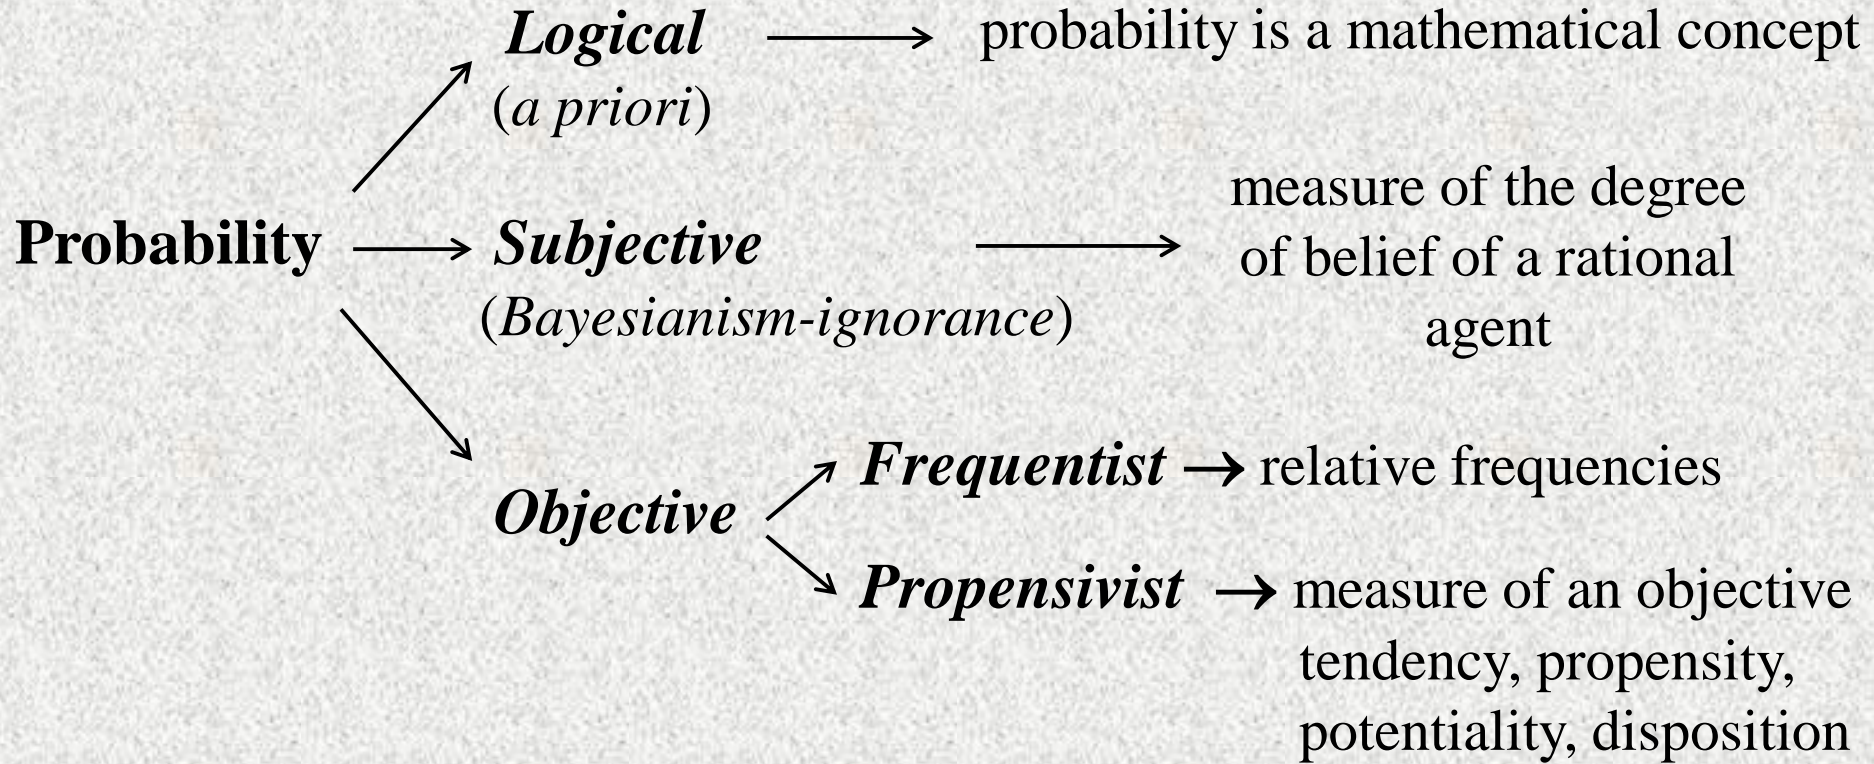 Logical → probability is a mathematical concept
(a priori)
Probability → Subjective → measure of the degree
of belief of a rational
agent
(Bayesianism-ignorance)
Objective
Frequentist → relative frequencies
Propensivist → measure of an objective
tendency, propensity,
potentiality, disposition